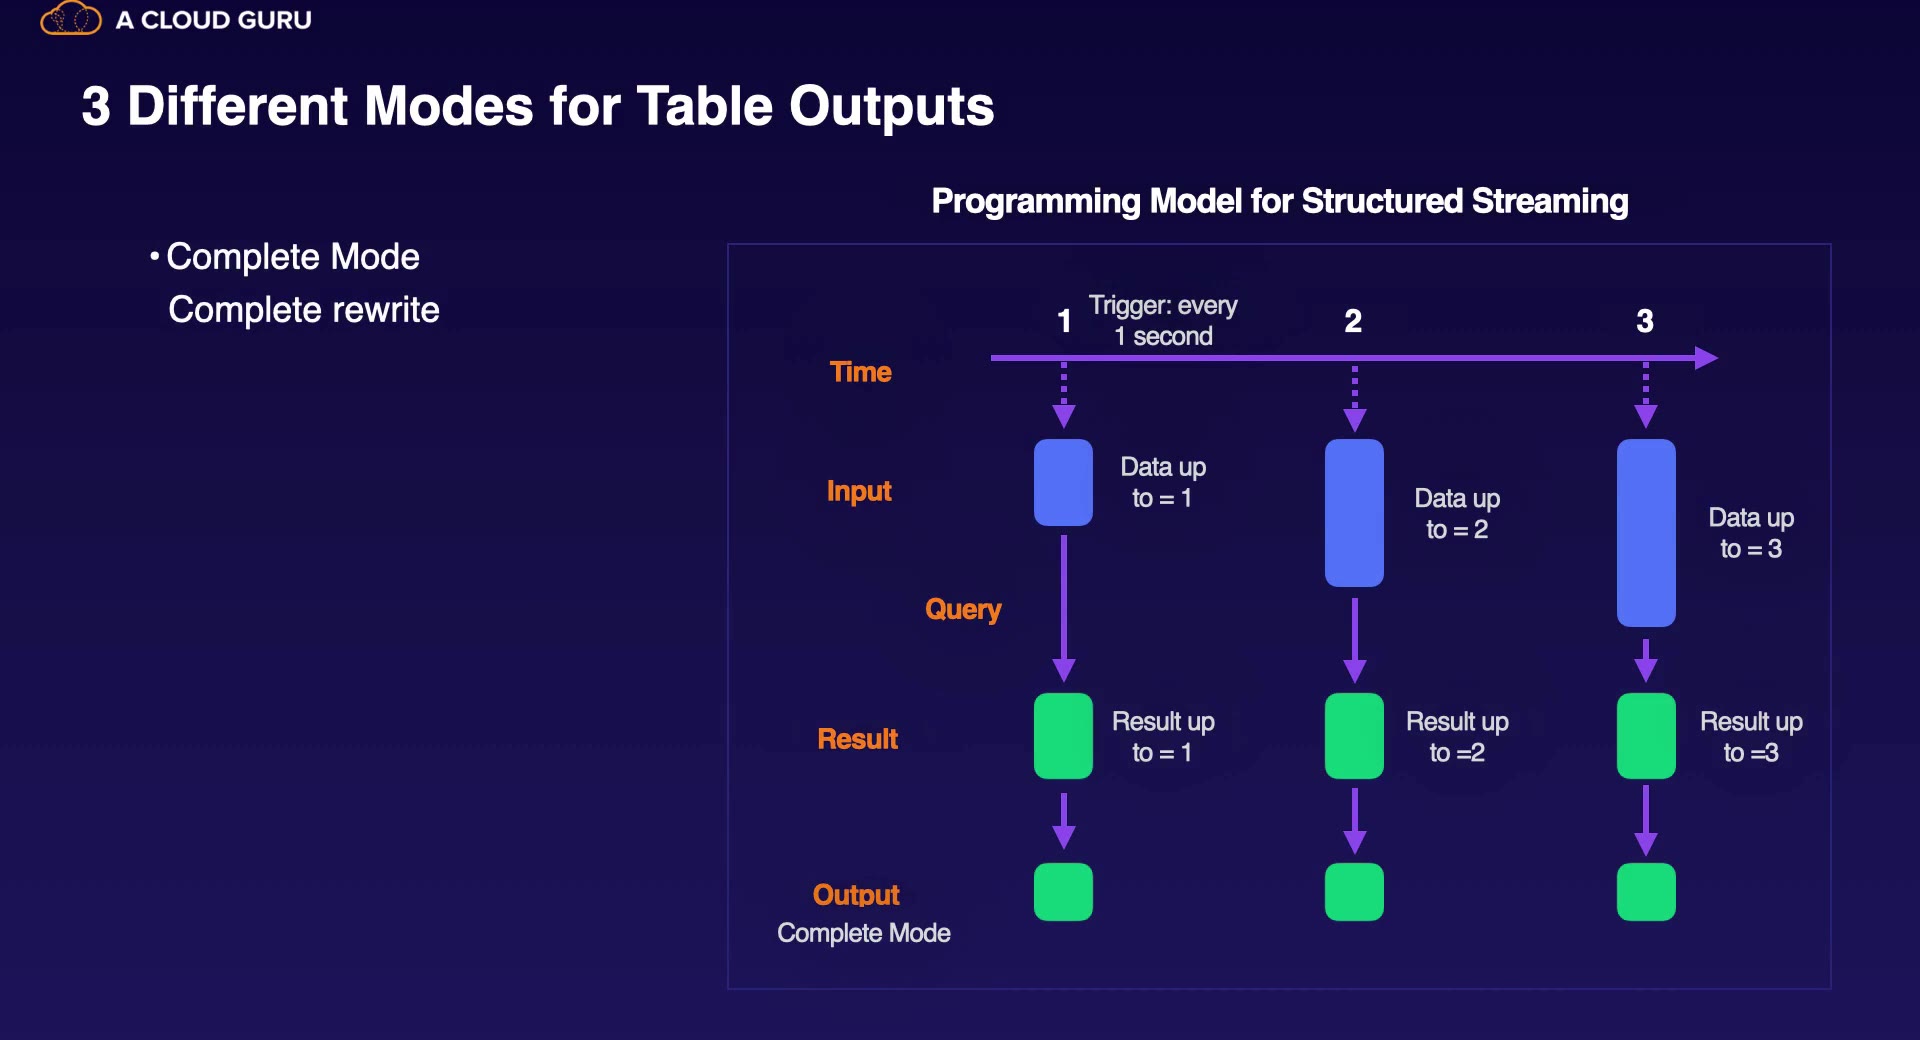 A CLOUD GURU
3 Different Modes for Table Outputs
• Complete Mode
Complete rewrite
Programming Model for Structured Streaming
1
Trigger: every
1 second
2
3
Time
Input
Data up
to = 1
Data up
to = 2
Data up
to = 3
Query
Result
Result up
to = 1
Result up
to =2
Result up
to =3
Output
Complete Mode